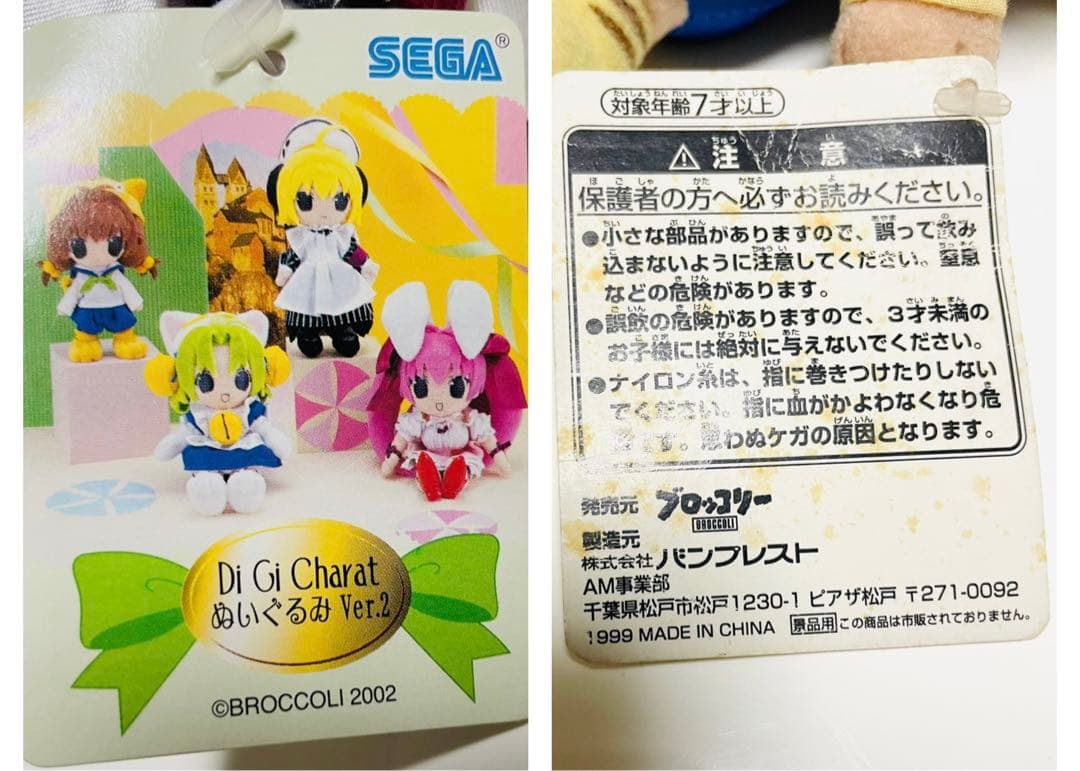 SEGA®
Di Gi Charat
ぬいぐるみ Ver.2
©BROCCOLI 2002
対象年齢7才以上
⚠注意
保護者の方へ必ずお読みください。
●小さな部品がありますので、誤って飲み
込まないように注意してください。窒息
などの危険があります。
●誤飲の危険がありますので、3才未満の
お子様には絶対に与えないでください。
●ナイロン糸は、指に巻きつけたりしない
でください。指に血がかよわなくなり危
です。思わぬケガの原因となります。
発売元 ブロッコリー
BROCCOLI
製造元
株式会社 バンプレスト
AM事業部
千葉県松戸市松戸1230-1 ピアザ松戸 〒271-0092
1999 MADE IN CHINA 景品用 この商品は市販されておりません。